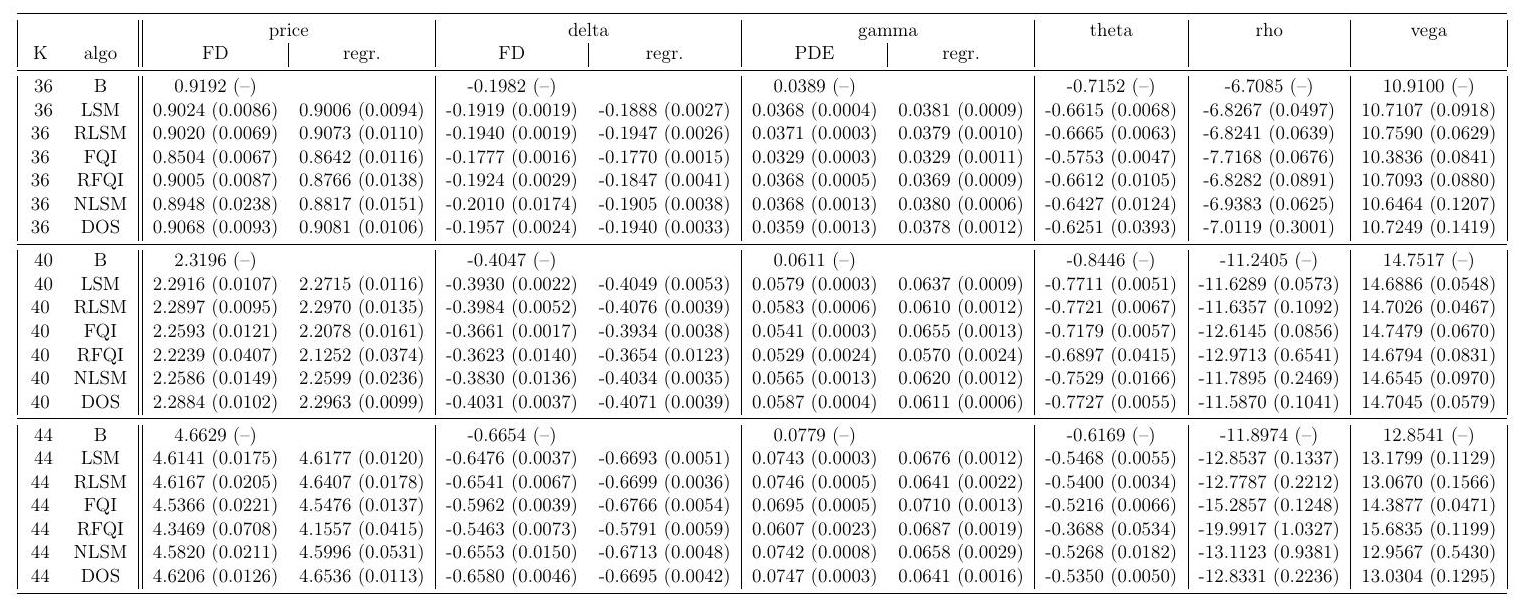 price delta gamma theta rho vega
K algo FD regr. FD regr. PDE regr.
36 B 0.9192 (–) -0.1982 (–) 0.0389 (–) -0.7152 (–) -6.7085 (–) 10.9100 (–)
36 LSM 0.9024 (0.0086) 0.9006 (0.0094) -0.1919 (0.0019) -0.1888 (0.0027) 0.0368 (0.0004) 0.0381 (0.0009) -0.6615 (0.0068) -6.8267 (0.0497) 10.7107 (0.0918)
36 RLSM 0.9020 (0.0069) 0.9073 (0.0110) -0.1940 (0.0019) -0.1947 (0.0026) 0.0371 (0.0003) 0.0379 (0.0010) -0.6665 (0.0063) -6.8241 (0.0639) 10.7590 (0.0629)
36 FQI 0.8504 (0.0067) 0.8642 (0.0116) -0.1777 (0.0016) -0.1770 (0.0015) 0.0329 (0.0003) 0.0329 (0.0011) -0.5753 (0.0047) -7.7168 (0.0676) 10.3836 (0.0841)
36 RFQI 0.9005 (0.0087) 0.8766 (0.0138) -0.1924 (0.0029) -0.1847 (0.0041) 0.0368 (0.0005) 0.0369 (0.0009) -0.6612 (0.0105) -6.8282 (0.0891) 10.7093 (0.0880)
36 NLSM 0.8948 (0.0238) 0.8817 (0.0151) -0.2010 (0.0174) -0.1905 (0.0038) 0.0368 (0.0013) 0.0380 (0.0006) -0.6427 (0.0124) -6.9383 (0.0625) 10.6464 (0.1207)
36 DOS 0.9068 (0.0093) 0.9081 (0.0106) -0.1957 (0.0024) -0.1940 (0.0033) 0.0359 (0.0013) 0.0378 (0.0012) -0.6251 (0.0393) -7.0119 (0.3001) 10.7249 (0.1419)
40 B 2.3196 (–) -0.4047 (–) 0.0611 (–) -0.8446 (–) -11.2405 (–) 14.7517 (–)
40 LSM 2.2916 (0.0107) 2.2715 (0.0116) -0.3930 (0.0022) -0.4049 (0.0053) 0.0579 (0.0003) 0.0637 (0.0009) -0.7711 (0.0051) -11.6289 (0.0573) 14.6886 (0.0548)
40 RLSM 2.2897 (0.0095) 2.2970 (0.0135) -0.3984 (0.0052) -0.4076 (0.0039) 0.0583 (0.0006) 0.0610 (0.0012) -0.7721 (0.0067) -11.6357 (0.1092) 14.7026 (0.0467)
40 FQI 2.2593 (0.0121) 2.2078 (0.0161) -0.3661 (0.0017) -0.3934 (0.0038) 0.0541 (0.0003) 0.0655 (0.0013) -0.7179 (0.0057) -12.6145 (0.0856) 14.7479 (0.0670)
40 RFQI 2.2239 (0.0407) 2.1252 (0.0374) -0.3623 (0.0140) -0.3654 (0.0123) 0.0529 (0.0024) 0.0570 (0.0024) -0.6897 (0.0415) -12.9713 (0.6541) 14.6794 (0.0831)
40 NLSM 2.2586 (0.0149) 2.2599 (0.0236) -0.3830 (0.0136) -0.4034 (0.0035) 0.0565 (0.0013) 0.0620 (0.0012) -0.7529 (0.0166) -11.7895 (0.2469) 14.6545 (0.0970)
40 DOS 2.2884 (0.0102) 2.2963 (0.0099) -0.4031 (0.0037) -0.4071 (0.0039) 0.0587 (0.0004) 0.0611 (0.0006) -0.7727 (0.0055) -11.5870 (0.1041) 14.7045 (0.0579)
44 B 4.6629 (–) -0.6654 (–) 0.0779 (–) -0.6169 (–) -11.8974 (–) 12.8541 (–)
44 LSM 4.6141 (0.0175) 4.6177 (0.0120) -0.6476 (0.0037) -0.6693 (0.0051) 0.0743 (0.0003) 0.0676 (0.0012) -0.5468 (0.0055) -12.8537 (0.1337) 13.1799 (0.1129)
44 RLSM 4.6167 (0.0205) 4.6407 (0.0178) -0.6541 (0.0067) -0.6699 (0.0036) 0.0746 (0.0005) 0.0641 (0.0022) -0.5400 (0.0034) -12.7787 (0.2212) 13.0670 (0.1566)
44 FQI 4.5366 (0.0221) 4.5476 (0.0137) -0.5962 (0.0039) -0.6766 (0.0054) 0.0695 (0.0005) 0.0710 (0.0013) -0.5216 (0.0066) -15.2857 (0.1248) 14.3877 (0.0471)
44 RFQI 4.3469 (0.0708) 4.1557 (0.0415) -0.5463 (0.0073) -0.5791 (0.0059) 0.0607 (0.0023) 0.0687 (0.0019) -0.3688 (0.0534) -19.9917 (1.0327) 15.6835 (0.1199)
44 NLSM 4.5820 (0.0211) 4.5996 (0.0531) -0.6553 (0.0150) -0.6713 (0.0048) 0.0742 (0.0008) 0.0658 (0.0029) -0.5268 (0.0182) -13.1123 (0.9381) 12.9567 (0.5430)
44 DOS 4.6206 (0.0126) 4.6536 (0.0113) -0.6580 (0.0046) -0.6695 (0.0042) 0.0747 (0.0003) 0.0641 (0.0016) -0.5350 (0.0050) -12.8331 (0.2236) 13.0304 (0.1295)